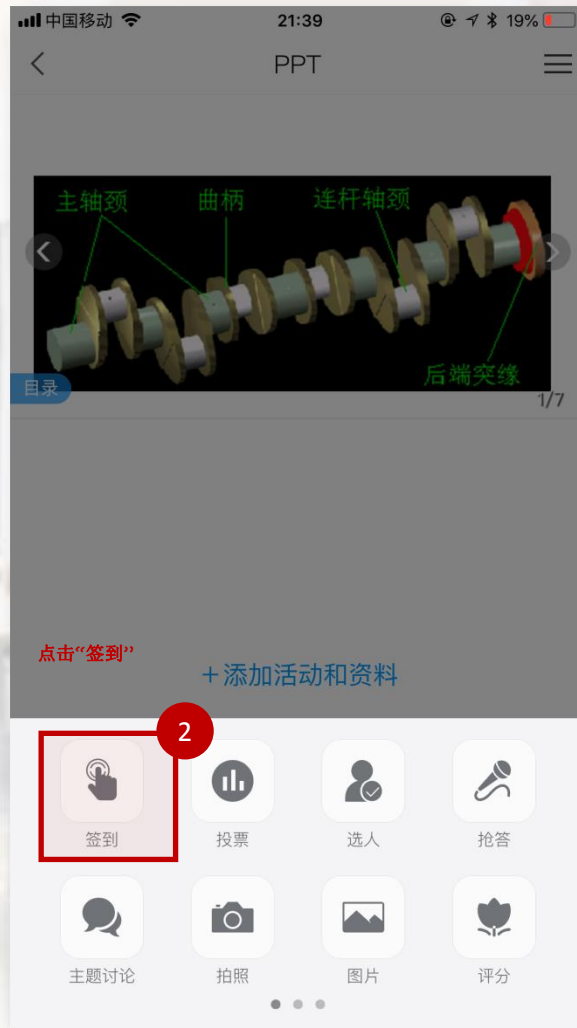 中国移动 21:39 19%
PPT
主轴颈 曲柄 连杆轴颈
后端突缘
目录
1/7
点击“签到”
+添加活动和资料
2
签到 投票 选人 抢答
主题讨论 拍照 图片 评分